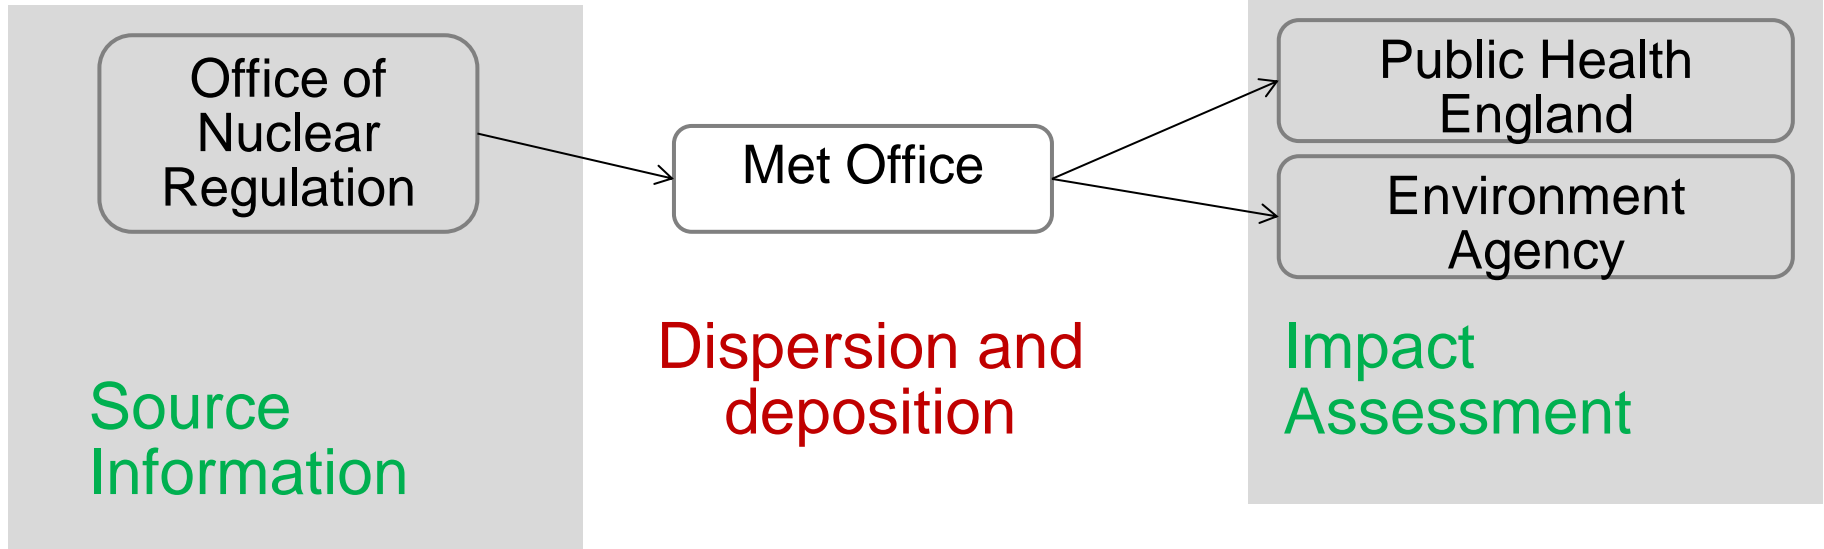 Office of
Nuclear
Regulation
Met Office
Public Health
England
Environment
Agency
Source
Information
Dispersion and
deposition
Impact
Assessment